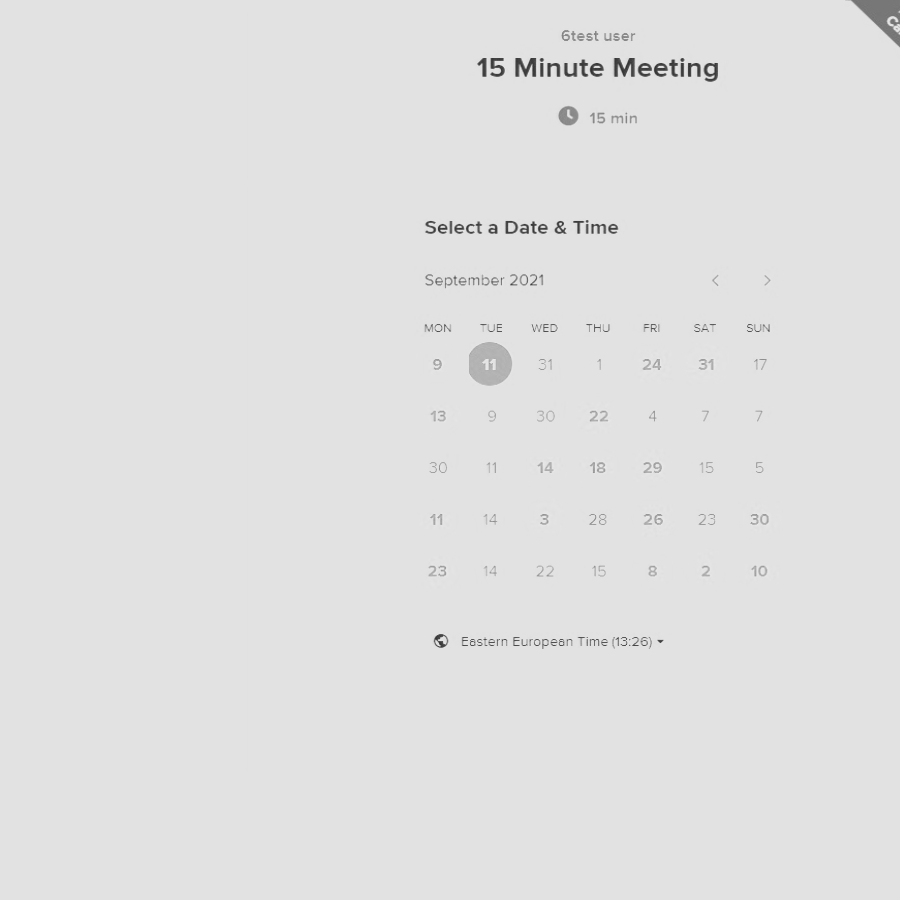 6test user
15 Minute Meeting
15 min
Select a Date & Time
September 2021
MON TUE WED THU FRI SAT SUN
9 11 31 1 24 31 17
13 9 30 22 4 7 7
30 11 14 18 29 15 5
11 14 3 28 26 23 30
23 14 22 15 8 2 10
Eastern European Time (13:26)